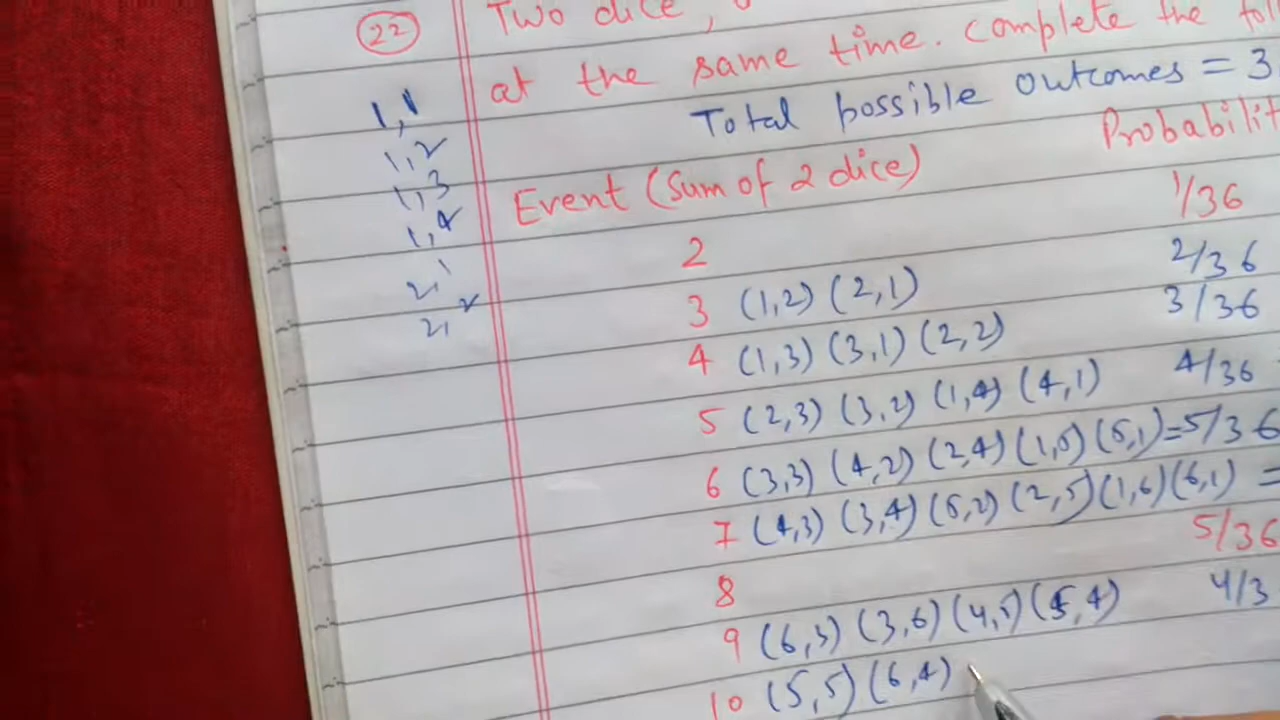 22 Two dice,
at the same time. Complete the foll
Total possible outcomes = 3
Event (Sum of 2 dice) Probabilit
2 1/36
3 (1,2) (2,1) 2/36
4 (1,3) (3,1) (2,2) 3/36
5 (2,3) (3,2) (1,4) (4,1) 4/36
6 (3,3) (4,2) (2,4) (1,5) (5,1)=5/36
7 (4,3) (3,4) (5,2) (2,5) (1,6) (6,1) =
8 5/36
9 (6,3) (3,6) (4,5) (5,4) 4/3
10 (5,5) (6,4)
1,1
1,2
1,3
1,4
2,1
2,2